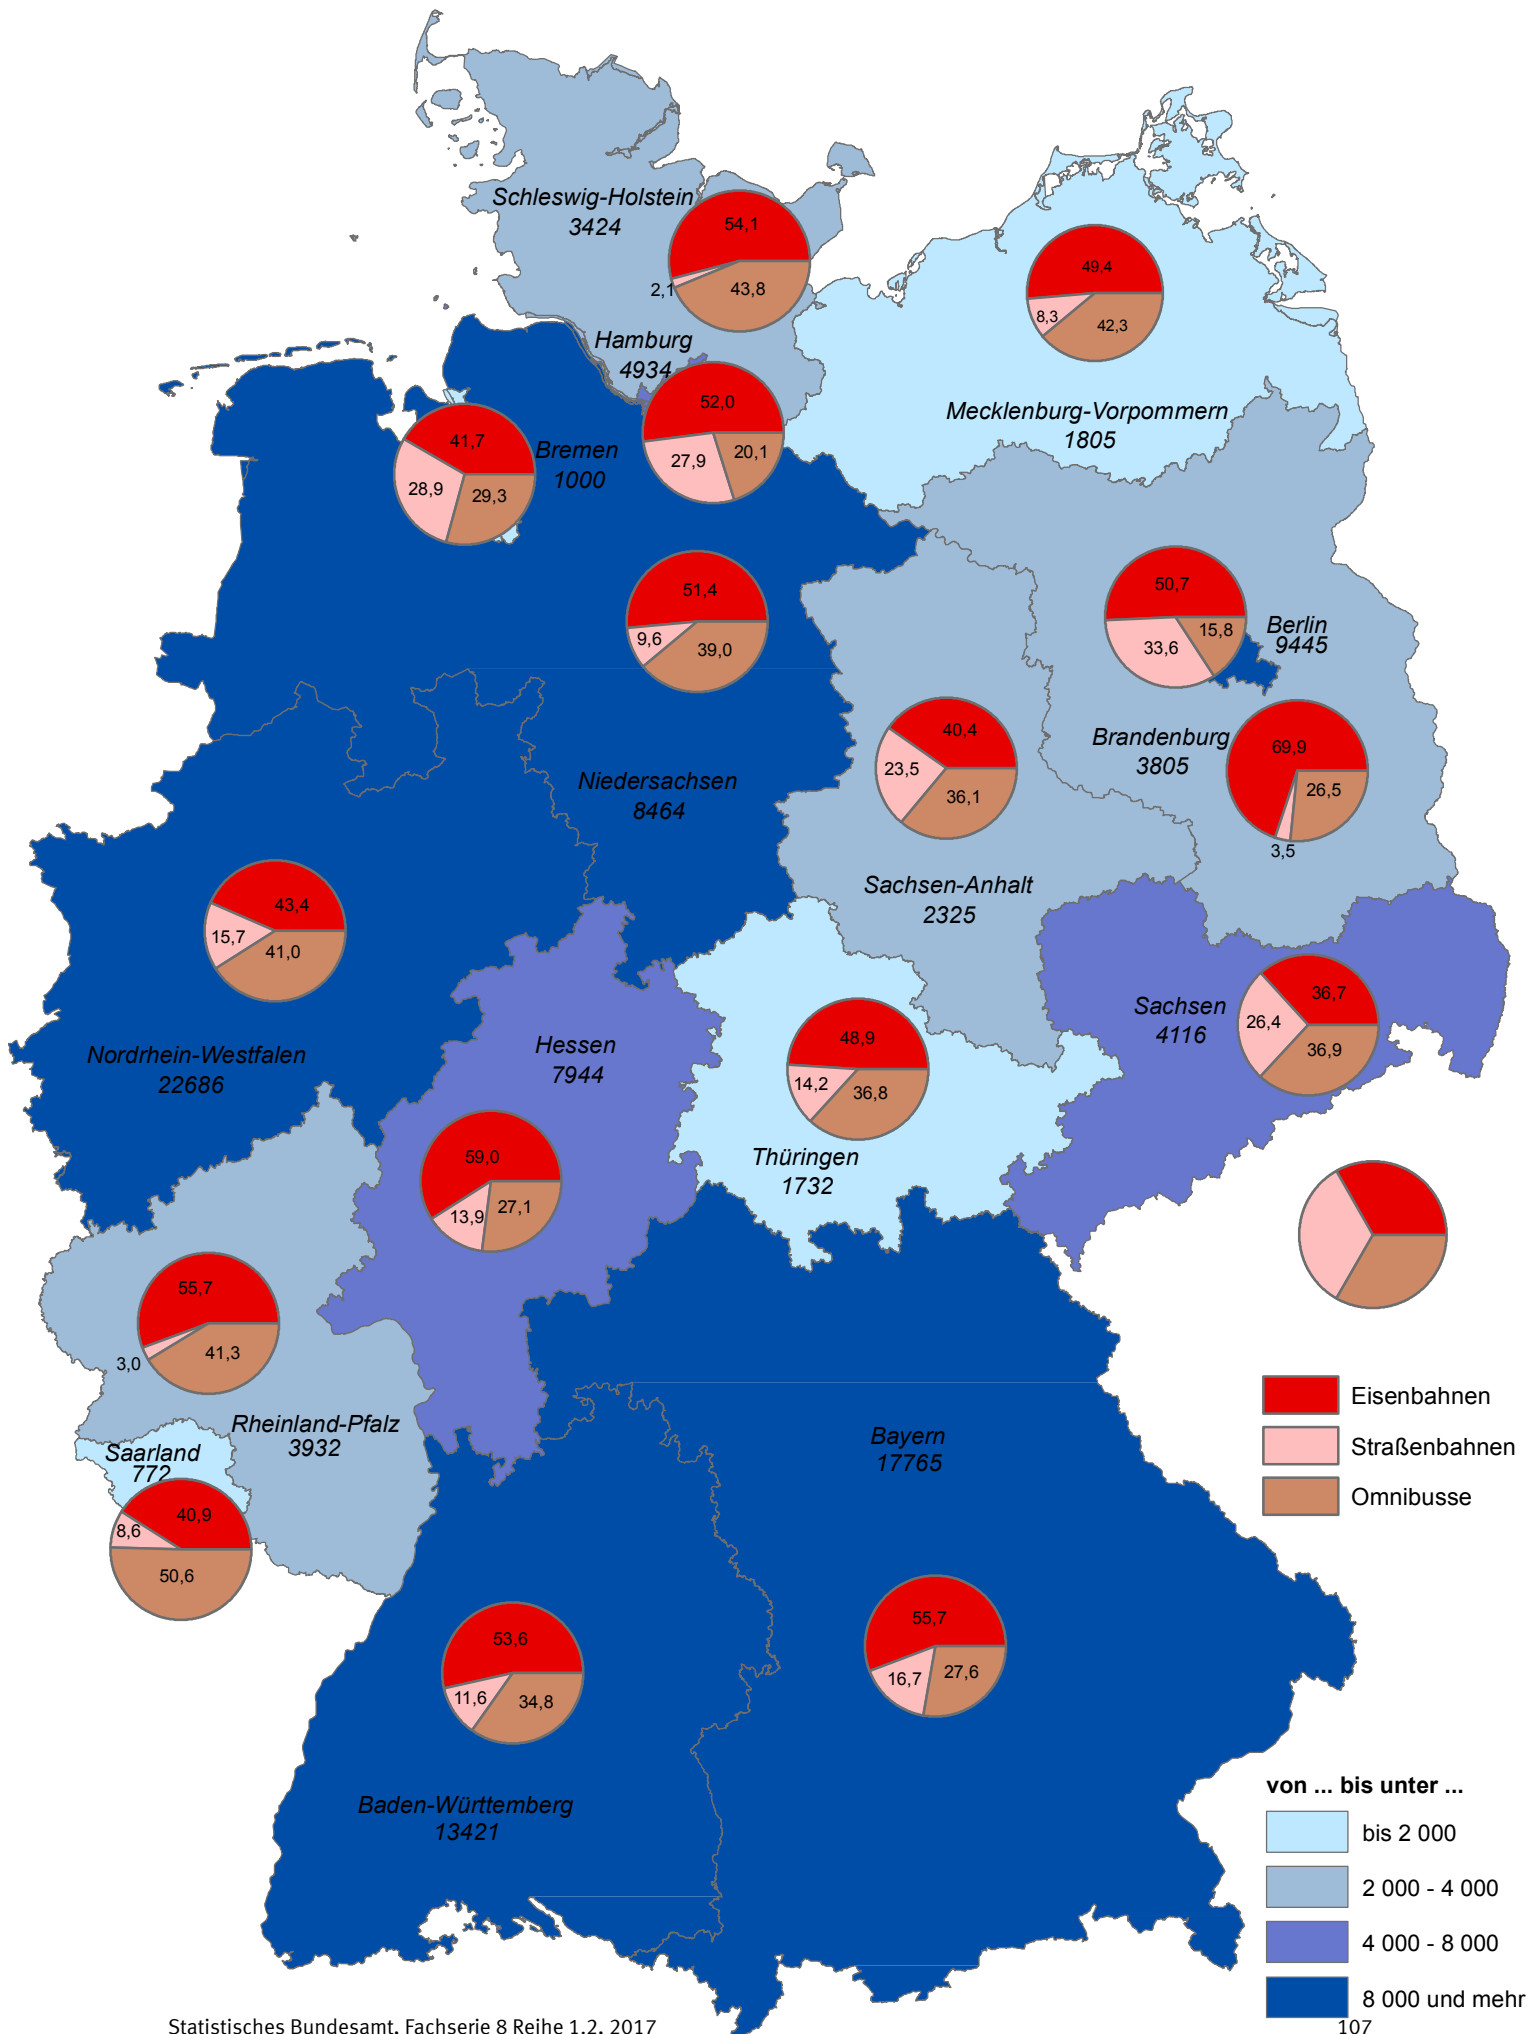 Schleswig-Holstein
3424
54,1
2,1
43,8
49,4
8,3
42,3
Hamburg
4934
52,0
27,9
20,1
Mecklenburg-Vorpommern
1805
41,7
28,9
29,3
Bremen
1000
51,4
9,6
39,0
50,7
33,6
15,8
Berlin
9445
Niedersachsen
8464
40,4
23,5
36,1
Brandenburg
3805
69,9
26,5
3,5
Sachsen-Anhalt
2325
43,4
15,7
41,0
Nordrhein-Westfalen
22686
Hessen
7944
59,0
13,9
27,1
48,9
14,2
36,8
Thüringen
1732
Sachsen
4116
36,7
26,4
36,9
55,7
3,0
41,3
Rheinland-Pfalz
3932
Saarland
772
40,9
8,6
50,6
Bayern
17765
55,7
16,7
27,6
53,6
11,6
34,8
Baden-Württemberg
13421
Eisenbahnen
Straßenbahnen
Omnibusse
von ... bis unter ...
bis 2 000
2 000 - 4 000
4 000 - 8 000
8 000 und mehr
Statistisches Bundesamt, Fachserie 8 Reihe 1.2, 2017
107